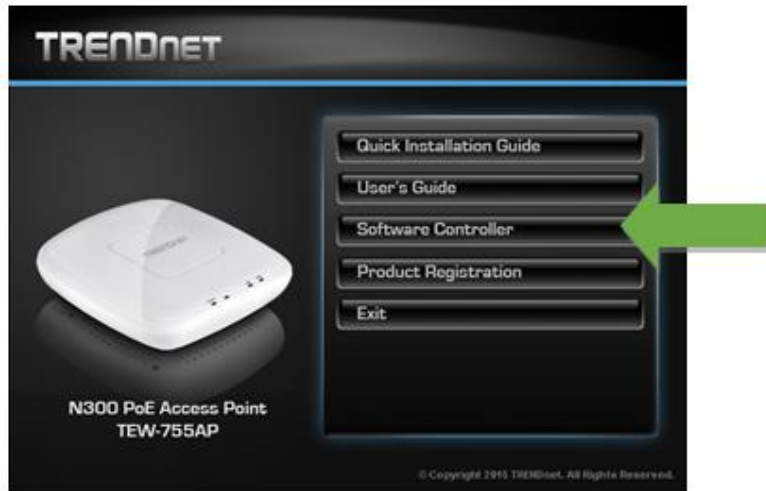 TRENDNET
Quick Installation Guide
User's Guide
Software Controller
Product Registration
Exit
TRENDNET
N300 PoE Access Point
TEW-755AP
© Copyright 2015 TRENDnet. All Rights Reserved.